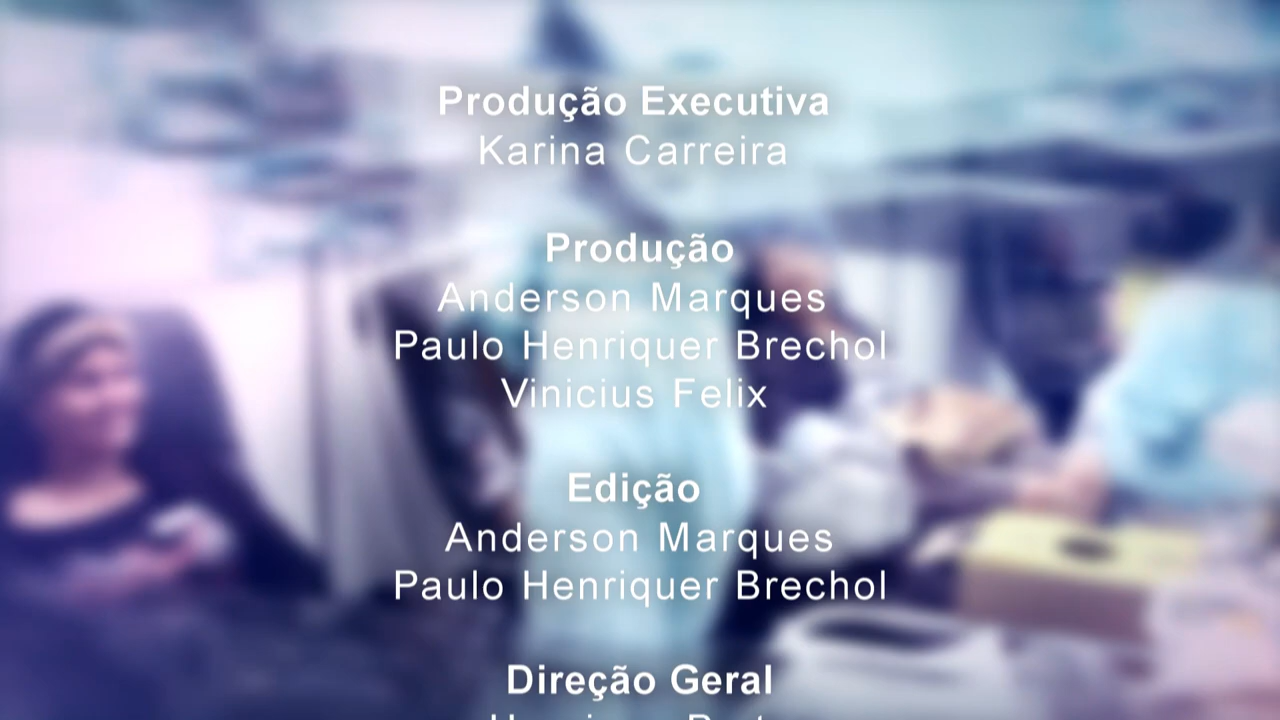 Produção Executiva
Karina Carreira
Produção
Anderson Marques
Paulo Henriquer Brechol
Vinicius Felix
Edição
Anderson Marques
Paulo Henriquer Brechol
Direção Geral